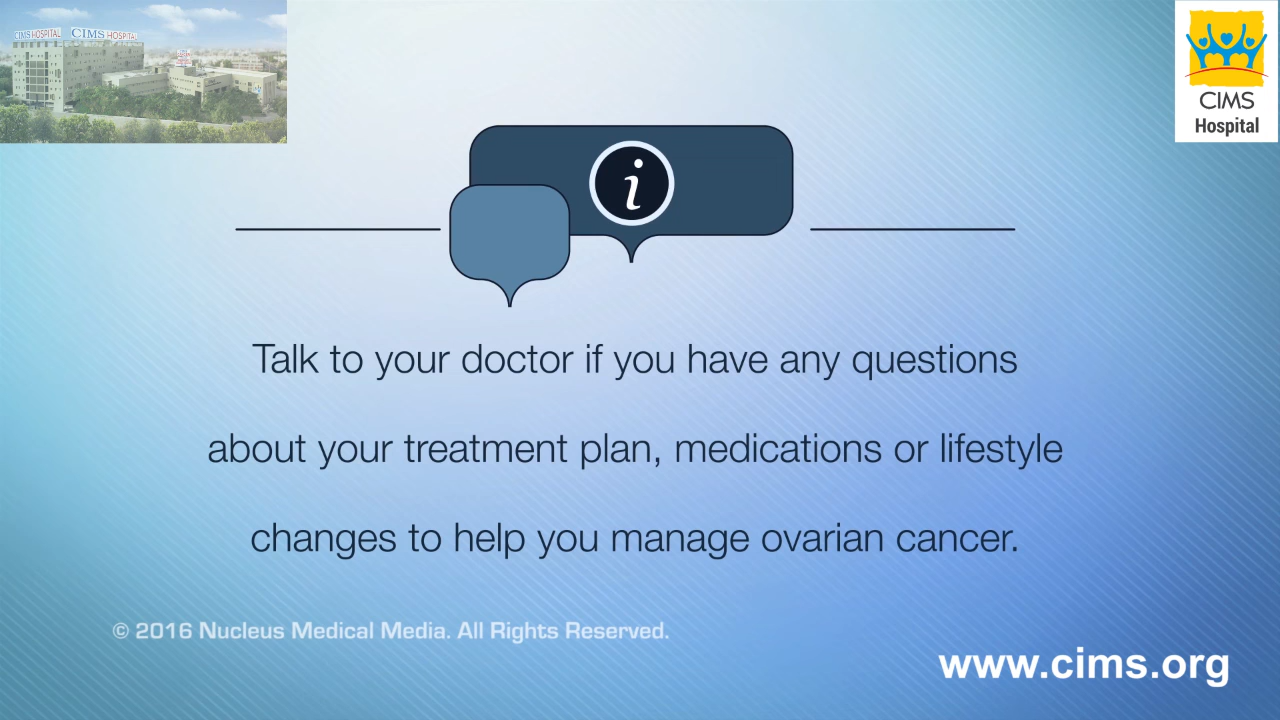 CIMS HOSPITAL CIMS HOSPITAL
CIMS
Hospital
i
Talk to your doctor if you have any questions
about your treatment plan, medications or lifestyle
changes to help you manage ovarian cancer.
© 2016 Nucleus Medical Media. All Rights Reserved.
www.cims.org